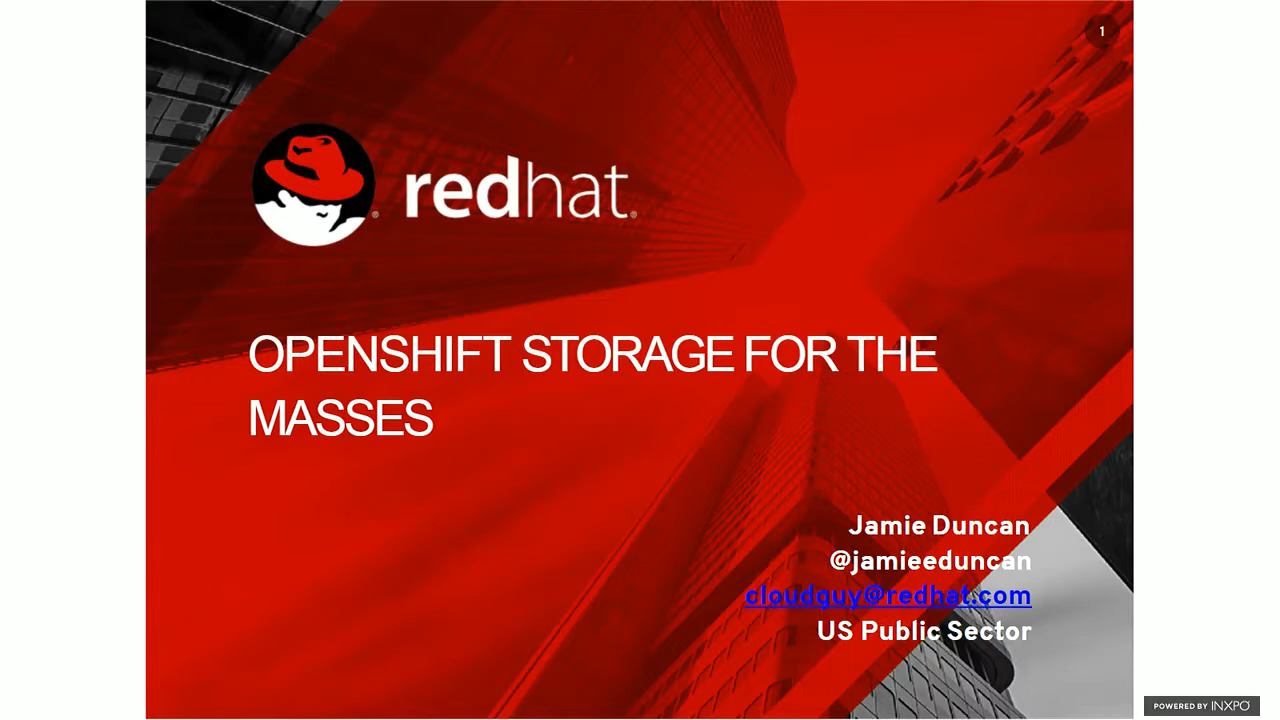 1
redhat.
OPENSHIFT STORAGE FOR THE
MASSES
Jamie Duncan
@jamieeduncan
cloudguy@redhat.com
US Public Sector
POWERED BY INXPO